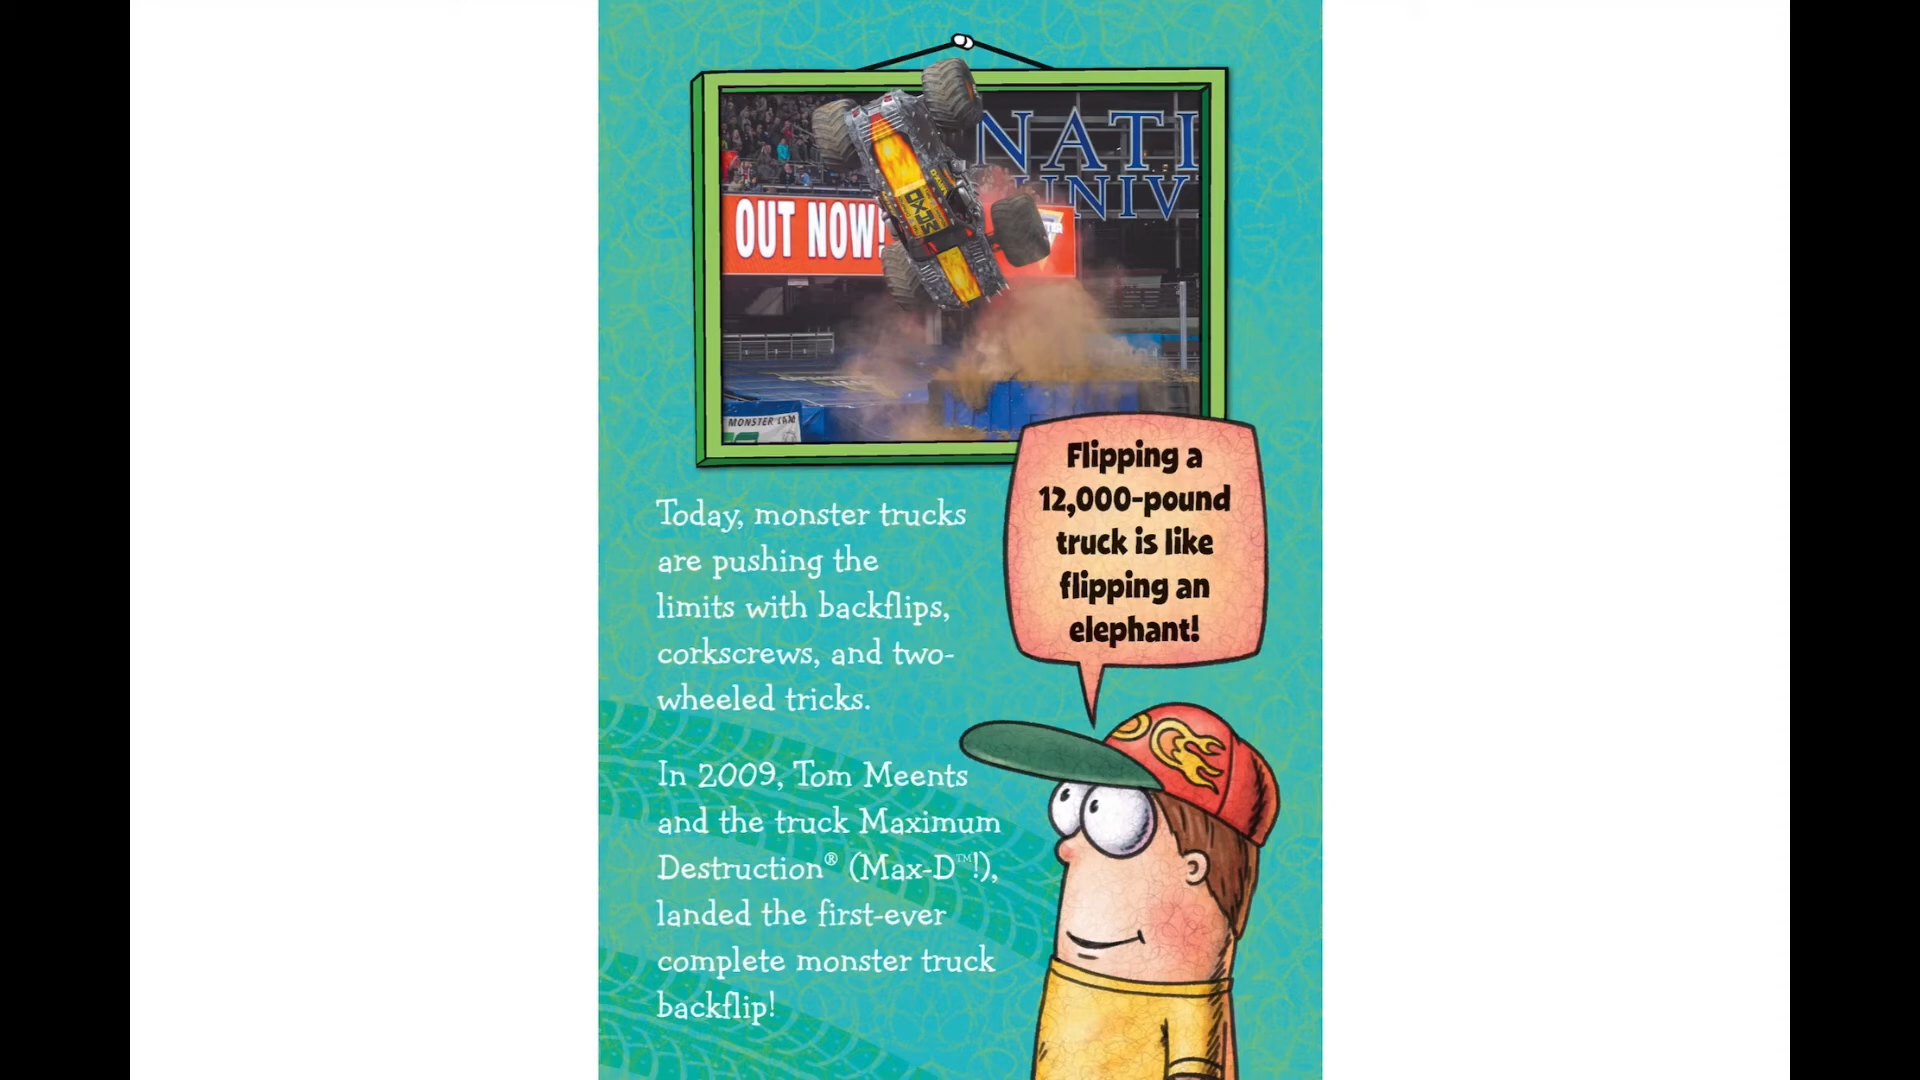 NATI
UNIV
OUT NOW!
MAX-D
MONSTER JAM
Flipping a
12,000-pound
truck is like
flipping an
elephant!
Today, monster trucks
are pushing the
limits with backflips,
corkscrews, and two-
wheeled tricks.
In 2009, Tom Meents
and the truck Maximum
Destruction® (Max-D™!),
landed the first-ever
complete monster truck
backflip!